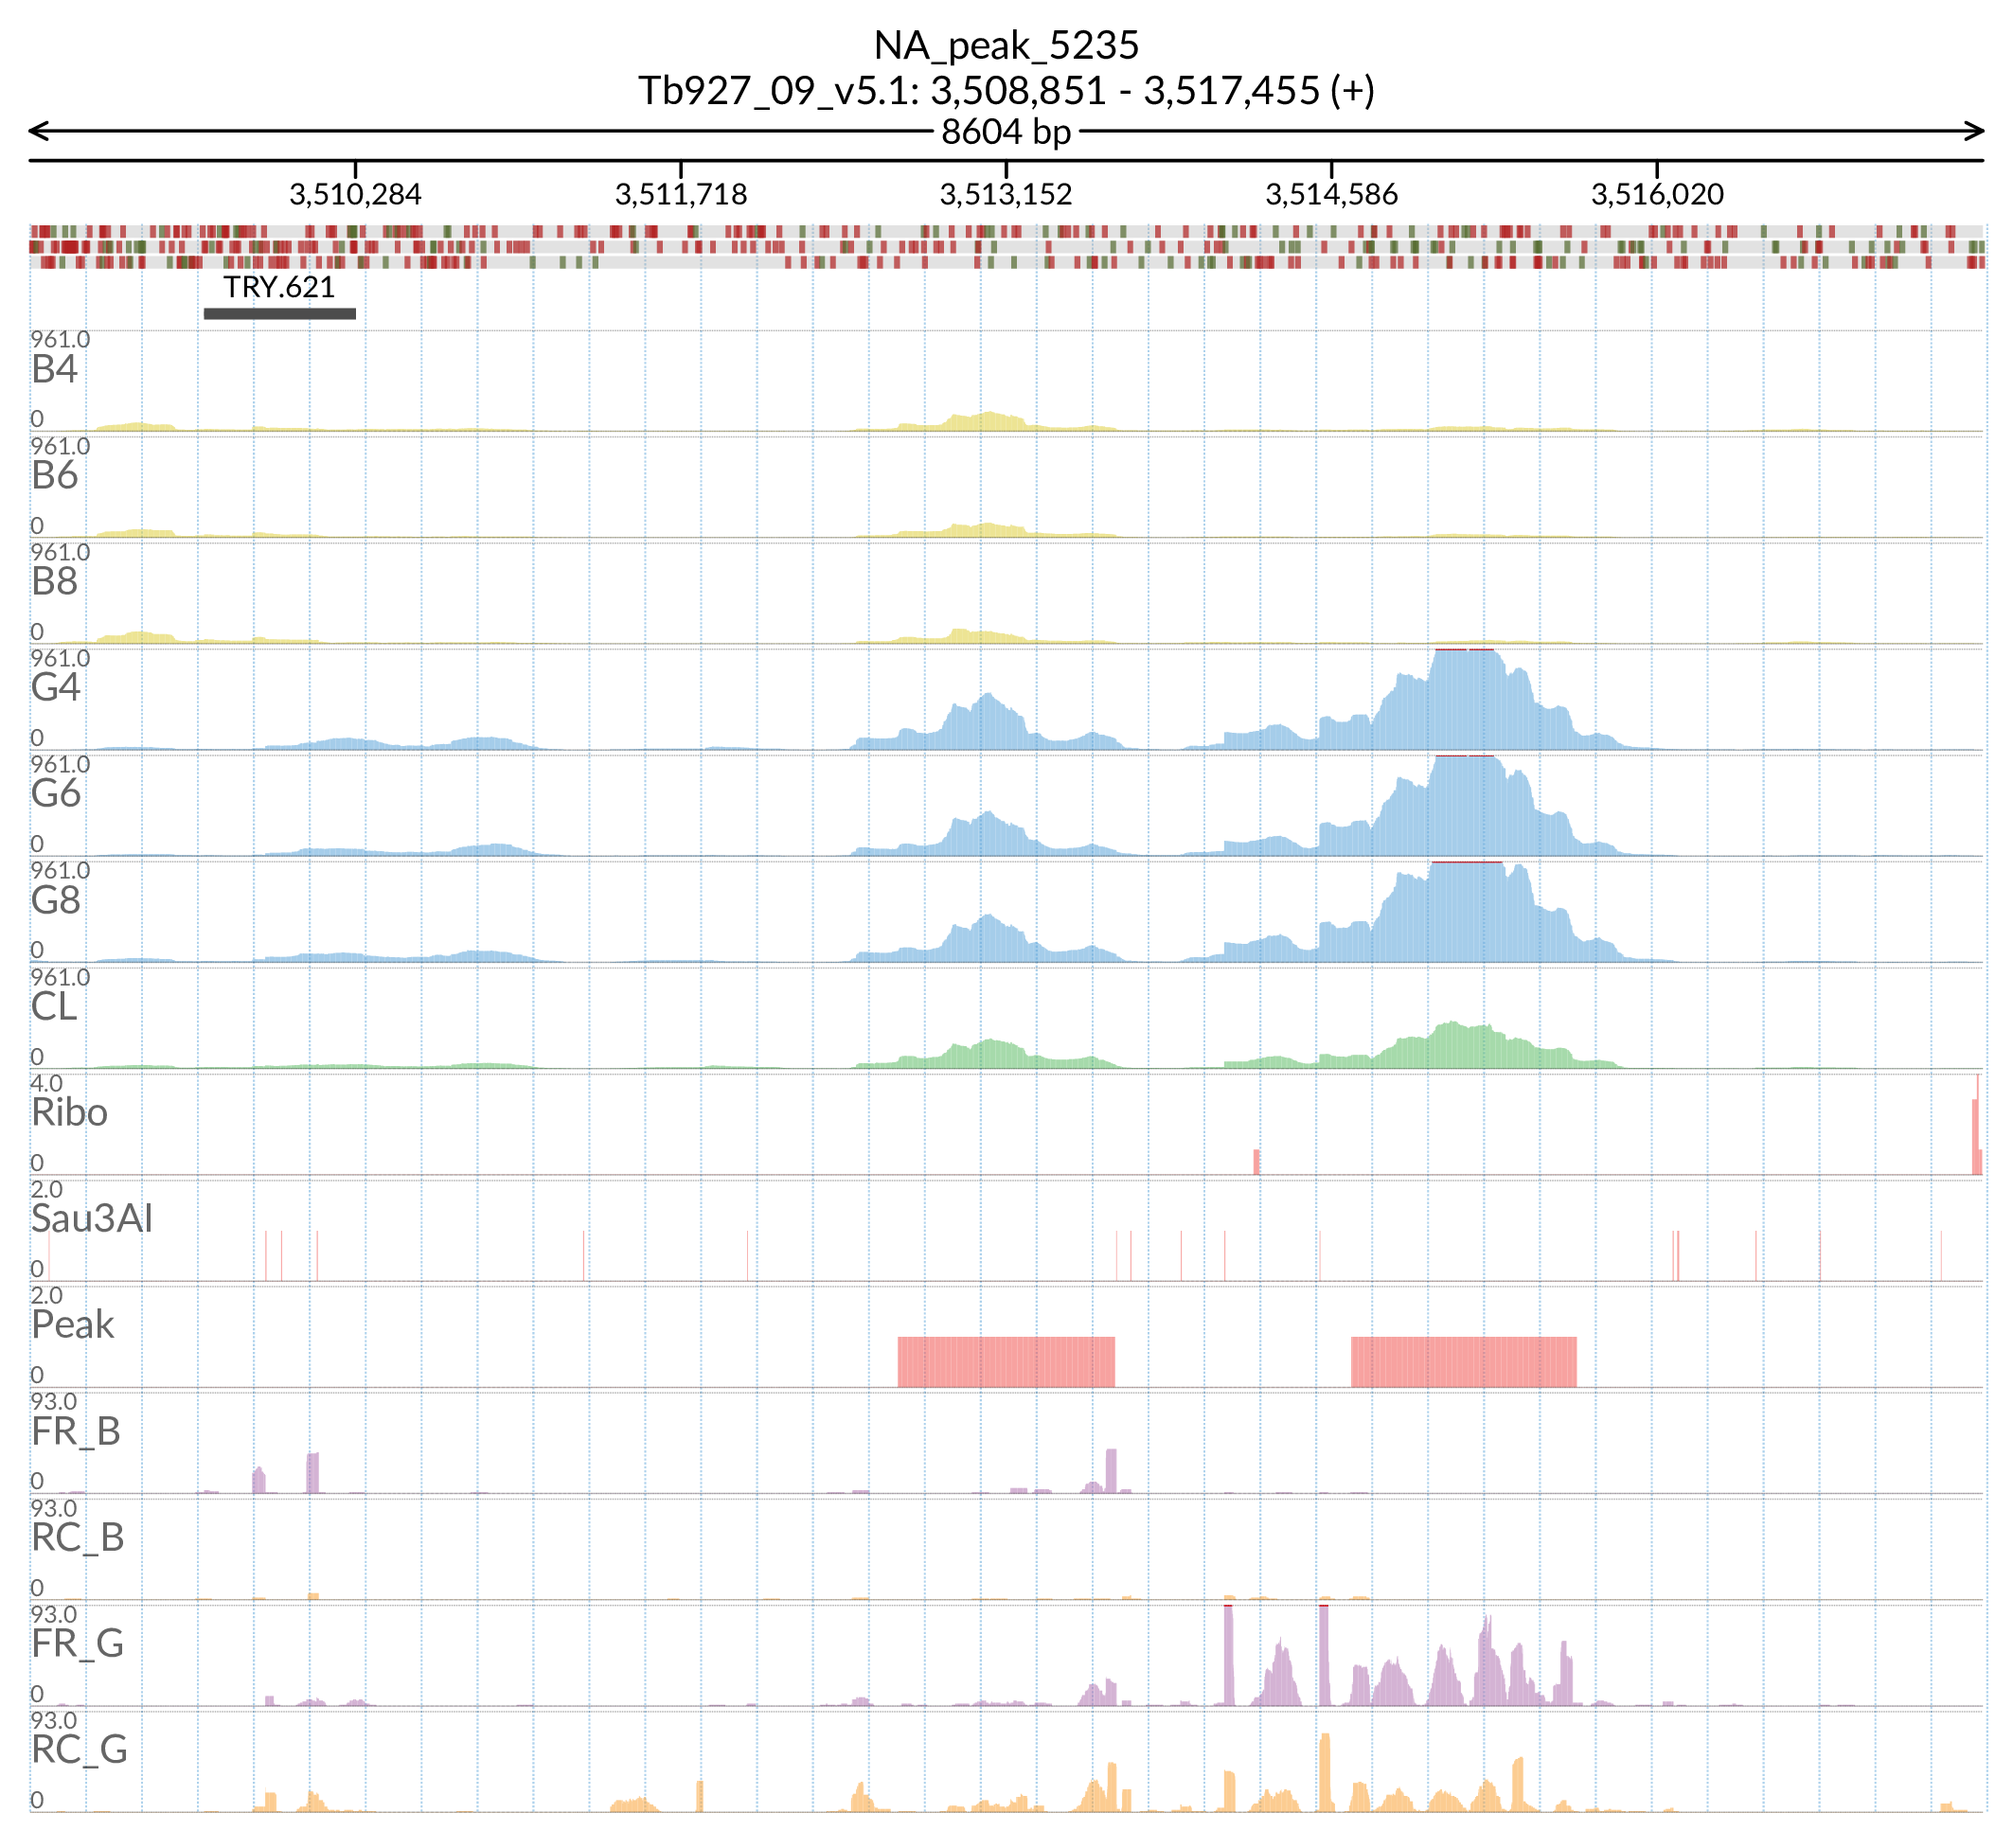 NA_peak_5235
Tb927_09_v5.1: 3,508,851 - 3,517,455 (+)
8604 bp
3,510,284 3,511,718 3,513,152 3,514,586 3,516,020
TRY.621
961.0
B4
0
961.0
B6
0
961.0
B8
0
961.0
G4
0
961.0
G6
0
961.0
G8
0
961.0
CL
0
4.0
Ribo
0
2.0
Sau3AI
0
2.0
Peak
0
93.0
FR_B
0
93.0
RC_B
0
93.0
FR_G
0
93.0
RC_G
0